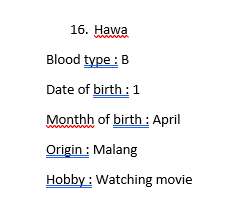 16. Hawa
Blood type : B
Date of birth : 1
Monthh of birth : April
Origin : Malang
Hobby : Watching movie